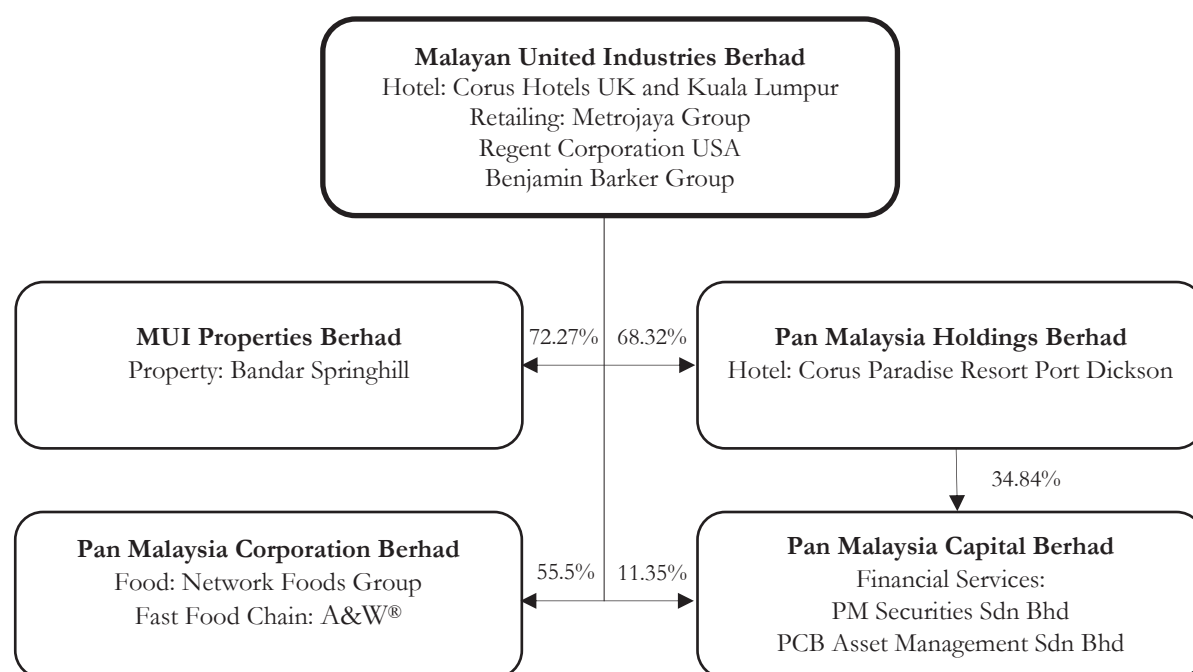 Malayan United Industries Berhad
Hotel: Corus Hotels UK and Kuala Lumpur
Retailing: Metrojaya Group
Regent Corporation USA
Benjamin Barker Group
MUI Properties Berhad
Property: Bandar Springhill
72.27%
68.32%
Pan Malaysia Holdings Berhad
Hotel: Corus Paradise Resort Port Dickson
34.84%
Pan Malaysia Corporation Berhad
Food: Network Foods Group
Fast Food Chain: A&W®
55.5%
11.35%
Pan Malaysia Capital Berhad
Financial Services:
PM Securities Sdn Bhd
PCB Asset Management Sdn Bhd